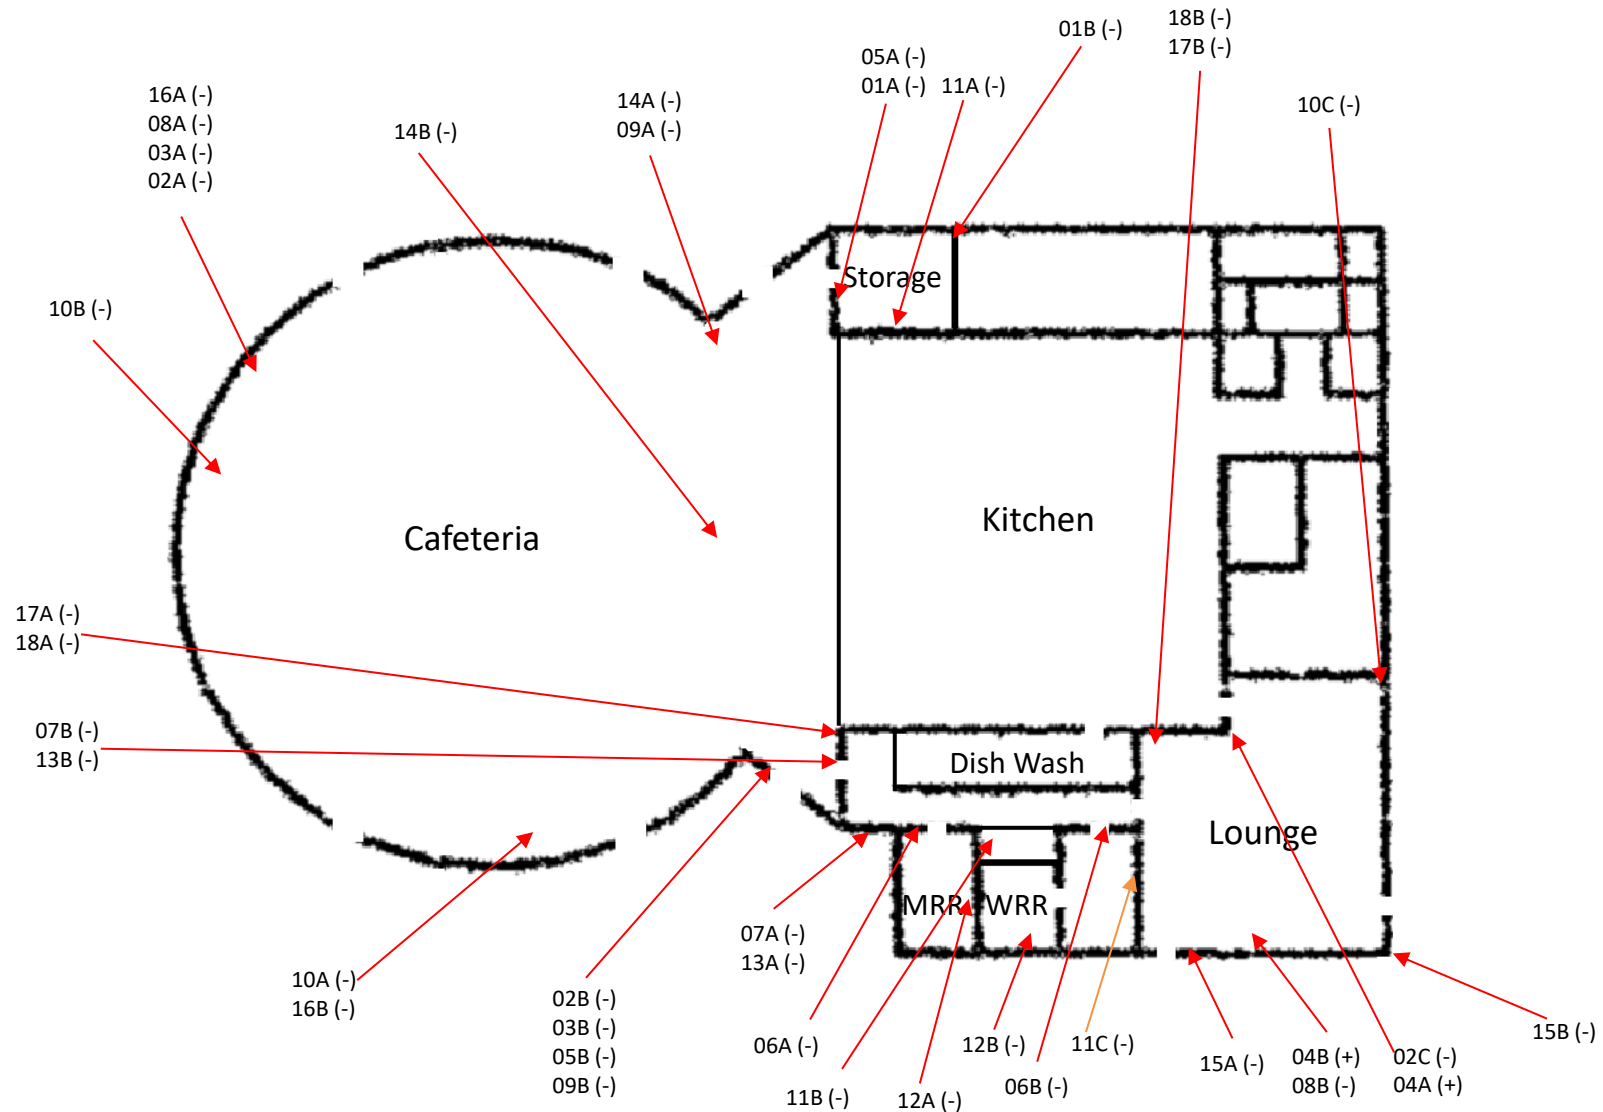 18B (-)
17B (-)
01B (-)
05A (-)
01A (-)
11A (-)
16A (-)
08A (-)
03A (-)
02A (-)
14A (-)
09A (-)
14B (-)
10C (-)
Storage
10B (-)
Cafeteria
Kitchen
17A (-)
18A (-)
07B (-)
13B (-)
Dish Wash
Lounge
MRR
WRR
07A (-)
13A (-)
10A (-)
16B (-)
02B (-)
03B (-)
05B (-)
09B (-)
06A (-)
11B (-)
12A (-)
12B (-)
06B (-)
11C (-)
15A (-)
04B (+)
08B (-)
02C (-)
04A (+)
15B (-)